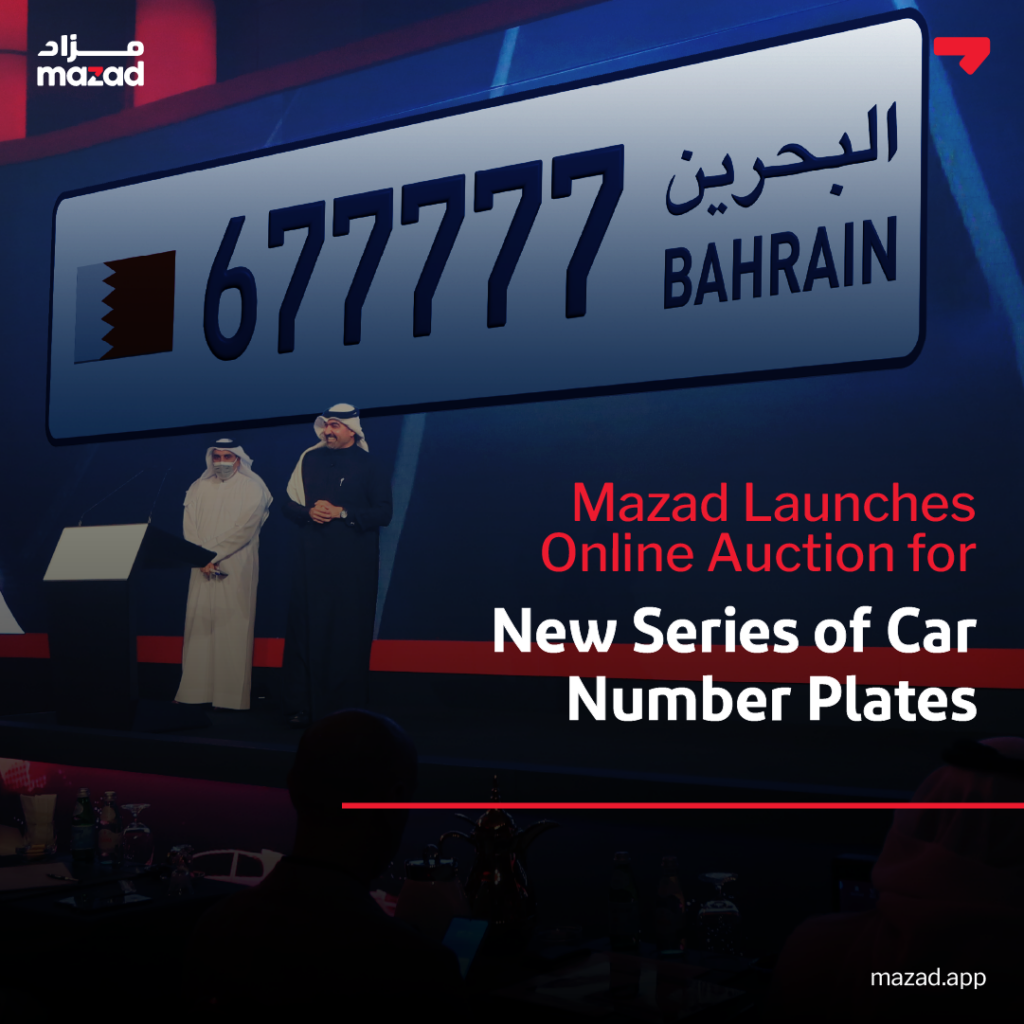 مزاد
mazad
677777
البحرين
BAHRAIN
Mazad Launches
Online Auction for
New Series of Car
Number Plates
mazad.app